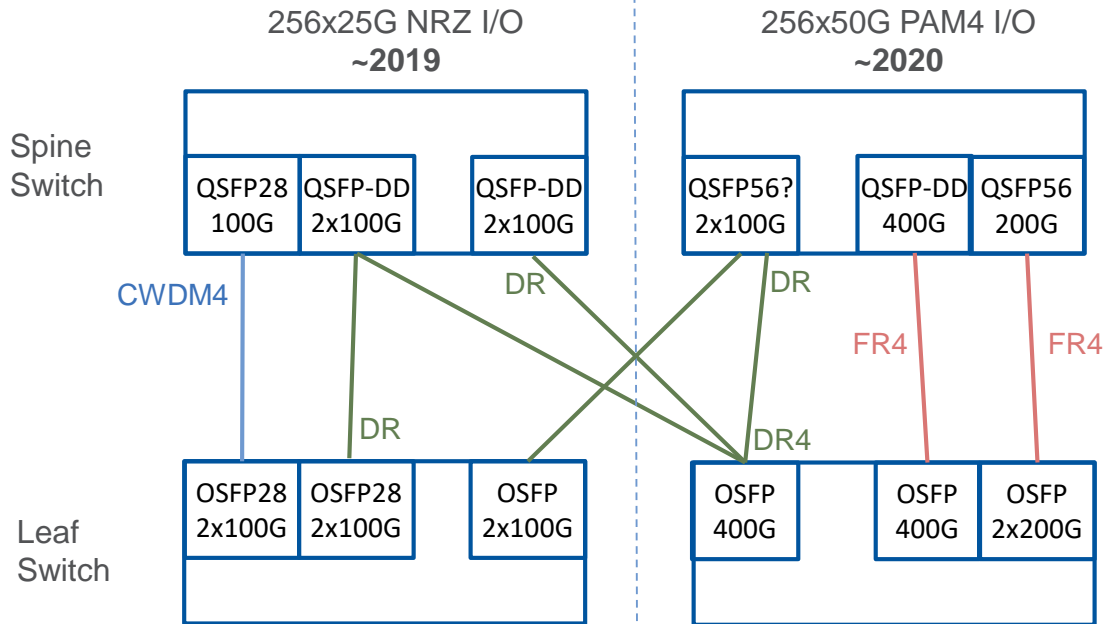 256x25G NRZ I/O
~2019
256x50G PAM4 I/O
~2020
Spine
Switch
QSFP28
100G
QSFP-DD
2x100G
QSFP-DD
2x100G
QSFP56?
2x100G
QSFP-DD
400G
QSFP56
200G
CWDM4
DR
DR
FR4
FR4
DR
DR4
Leaf
Switch
OSFP28
2x100G
OSFP28
2x100G
OSFP
2x100G
OSFP
400G
OSFP
400G
OSFP
2x200G